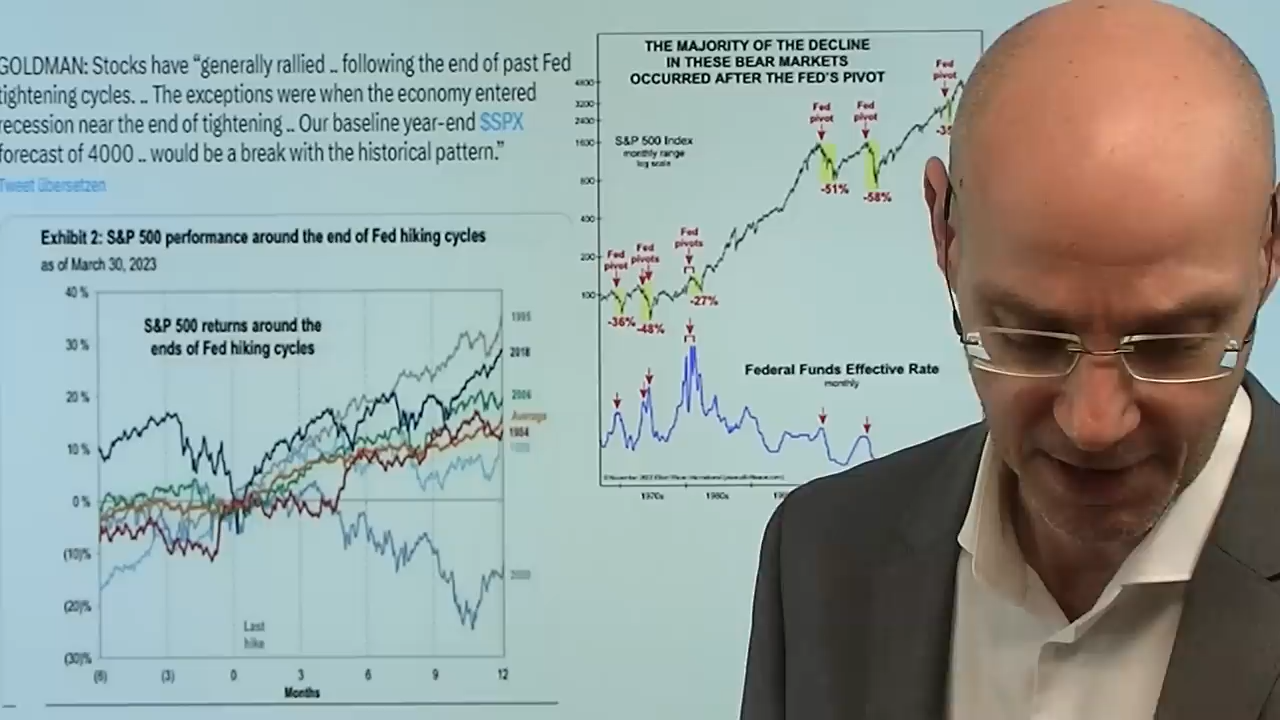 GOLDMAN: Stocks have “generally rallied .. following the end of past Fed
tightening cycles. .. The exceptions were when the economy entered
recession near the end of tightening .. Our baseline year-end $SPX
forecast of 4000 .. would be a break with the historical pattern.”
Tweet übersetzen
Exhibit 2: S&P 500 performance around the end of Fed hiking cycles
as of March 30, 2023
S&P 500 returns around the
ends of Fed hiking cycles
40 %
30 %
20 %
10 %
0 %
(10)%
(20)%
(30)%
1995
2018
2006
Average
1984
2000
Last
hike
(6)
(3)
0
3
6
9
12
Months
THE MAJORITY OF THE DECLINE
IN THESE BEAR MARKETS
OCCURRED AFTER THE FED'S PIVOT
S&P 500 Index
monthly range
log scale
4800
3200
2400
1600
800
400
200
100
Fed
pivot
Fed
pivots
Fed
pivots
Fed
pivot
Fed
pivot
Fed
pivot
-36%
-48%
-27%
-51%
-58%
-35
Federal Funds Effective Rate
monthly
1970s
1980s